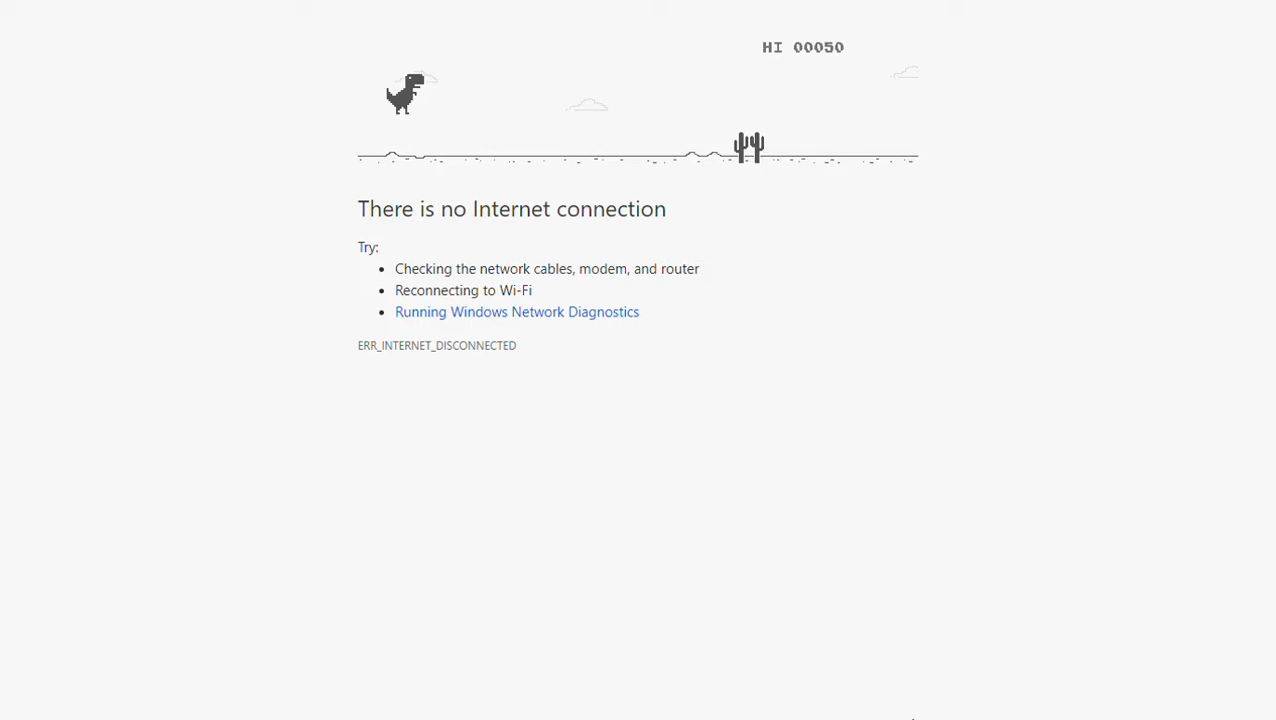 HI 00050
There is no Internet connection
Try:
Checking the network cables, modem, and router
Reconnecting to Wi-Fi
Running Windows Network Diagnostics
ERR_INTERNET_DISCONNECTED